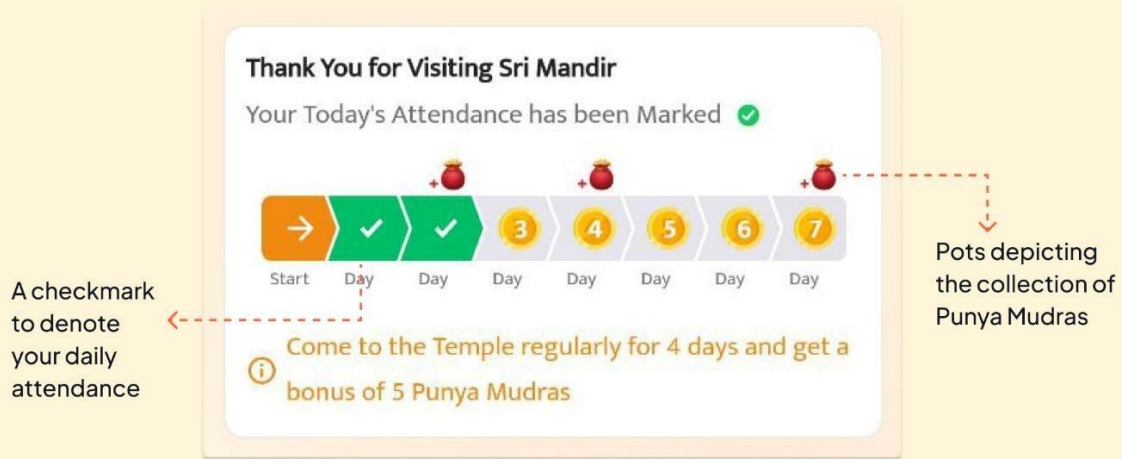 Thank You for Visiting Sri Mandir
Your Today's Attendance has been Marked
+ + +
3 4 5 6 7
Start Day Day Day Day Day Day Day
Come to the Temple regularly for 4 days and get a
bonus of 5 Punya Mudras
A checkmark
to denote
your daily
attendance
Pots depicting
the collection of
Punya Mudras